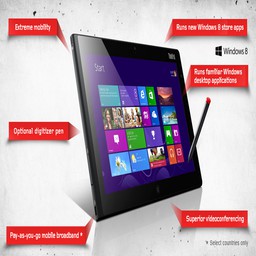 Extreme mobility
Runs new Windows 8 store apps
Windows 8
Start
Runs familiar Windows
desktop applications
Optional digitizer pen
Pay-as-you-go mobile broadband *
Superior videoconferencing
* Select countries only